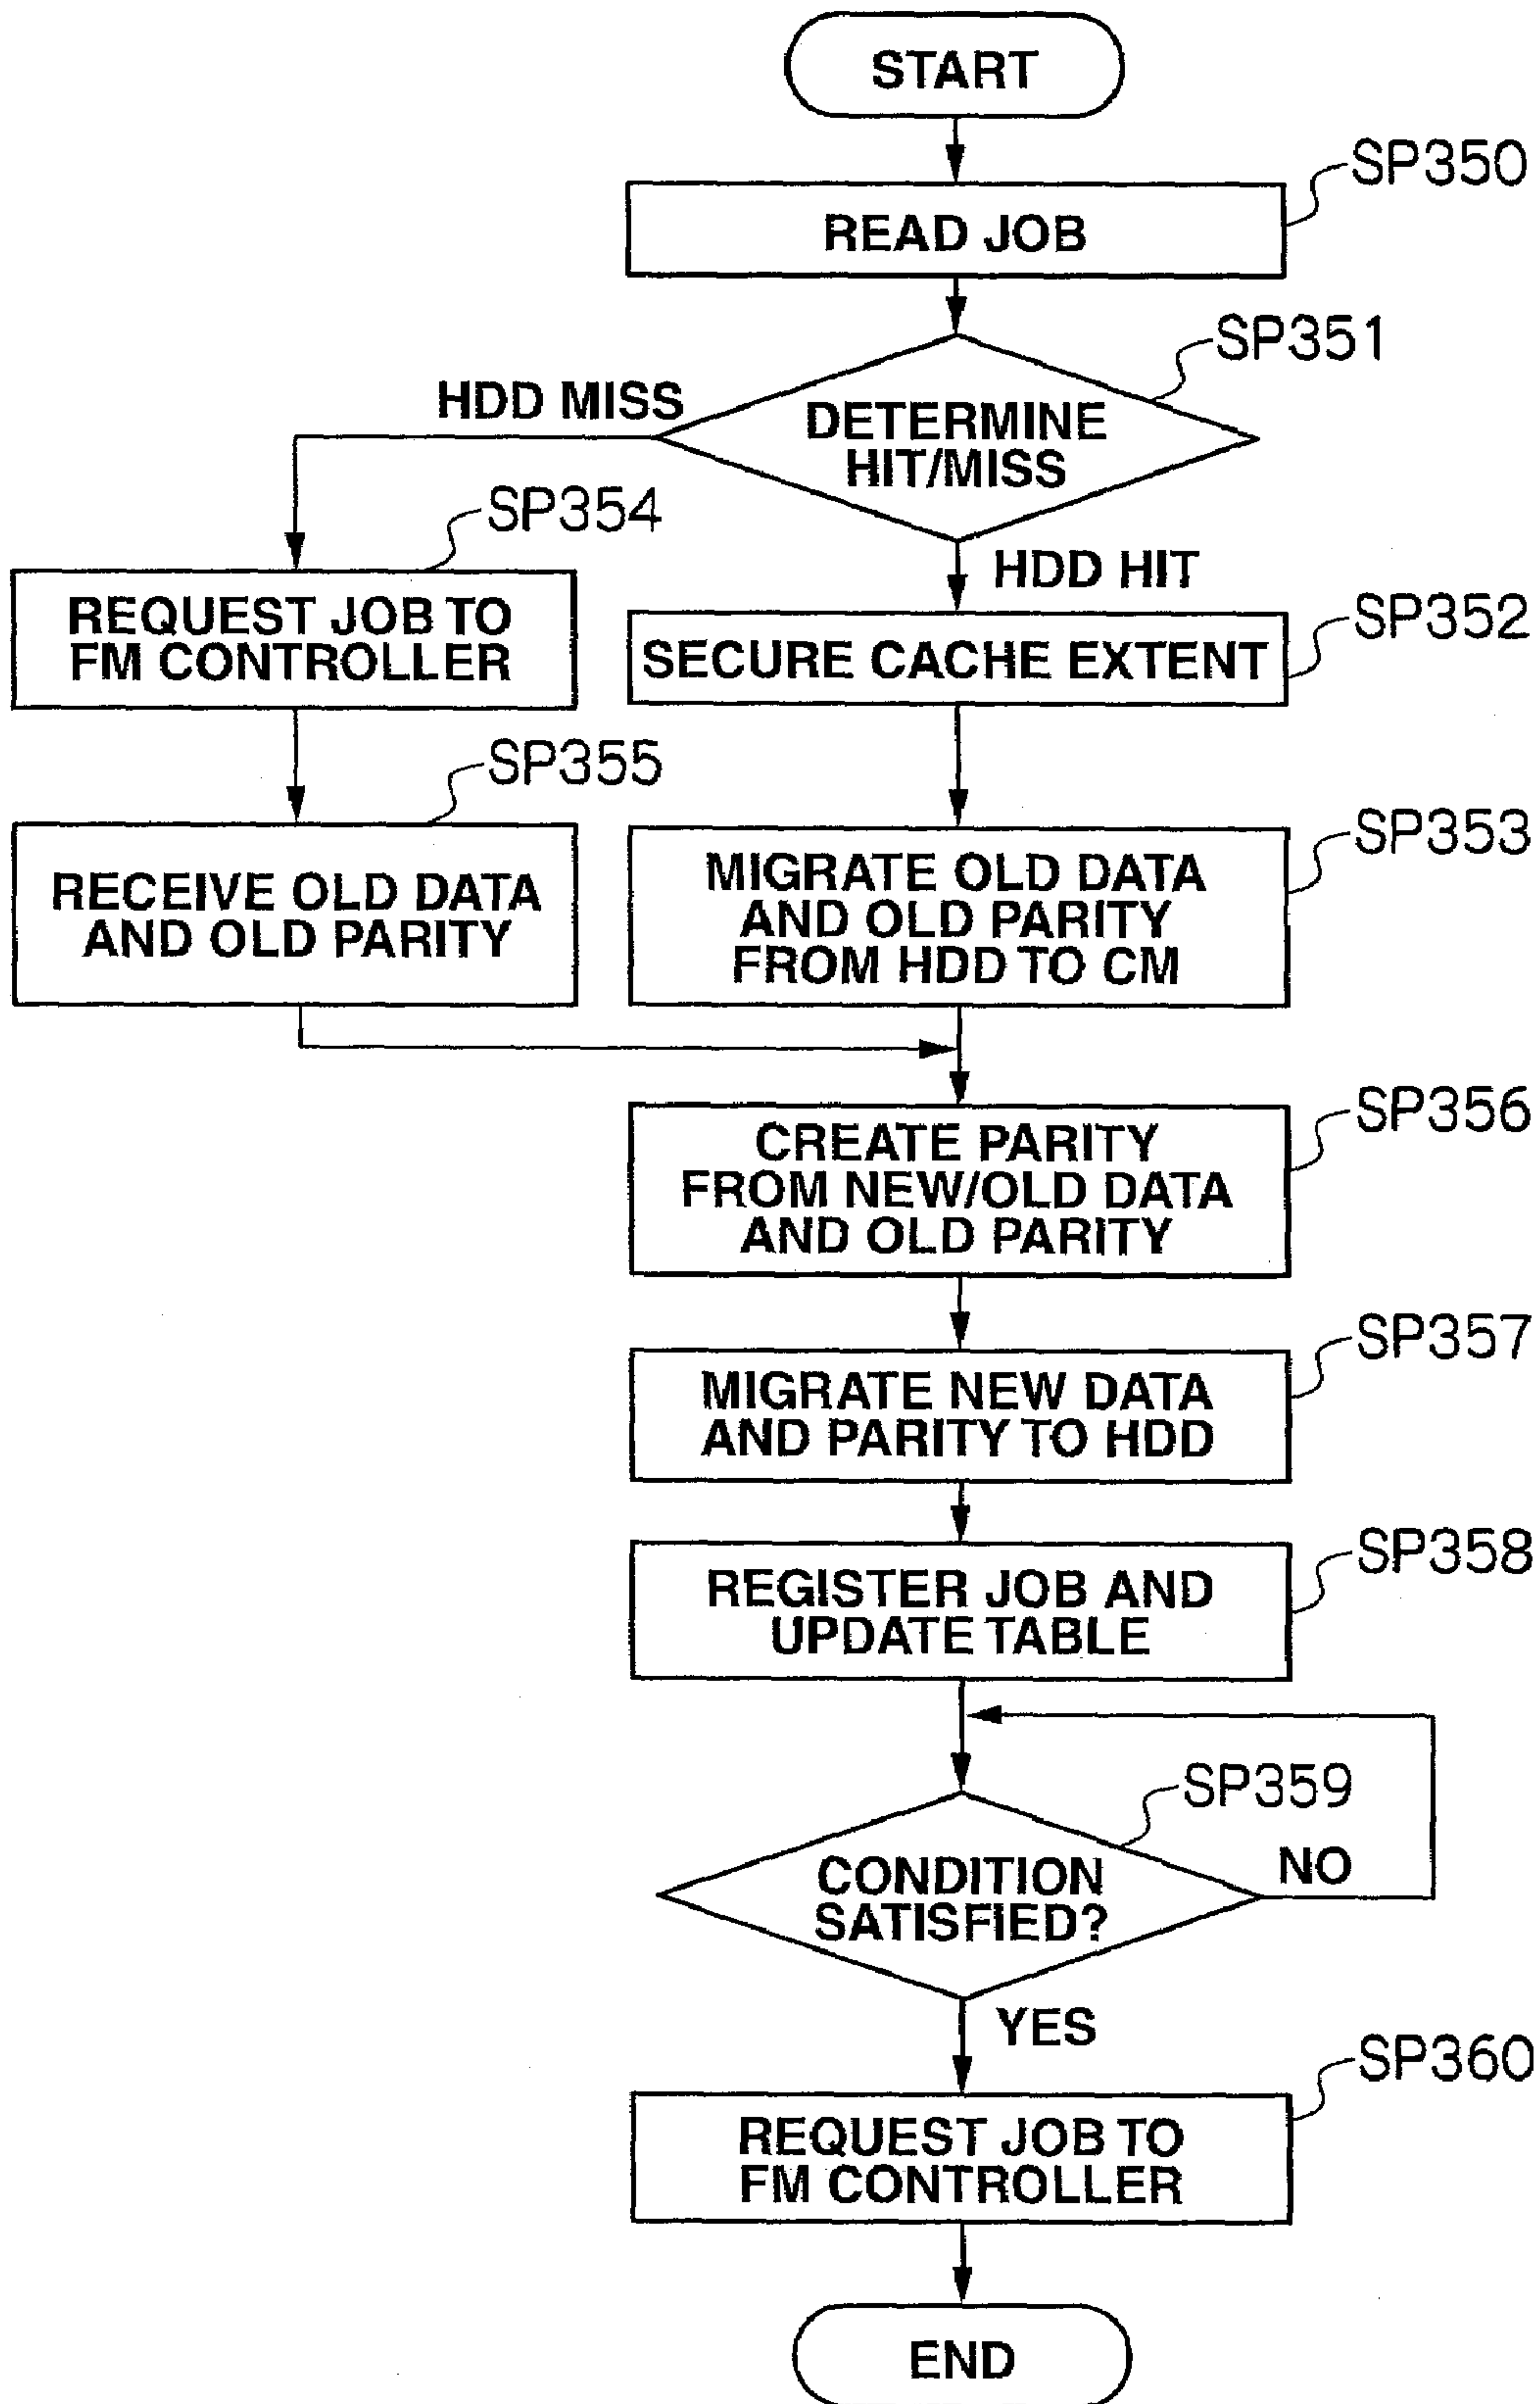 START
SP350
READ JOB
SP351
HDD MISS
DETERMINE
HIT/MISS
SP354
HDD HIT
REQUEST JOB TO
FM CONTROLLER
SP352
SECURE CACHE EXTENT
SP355
RECEIVE OLD DATA
AND OLD PARITY
SP353
MIGRATE OLD DATA
AND OLD PARITY
FROM HDD TO CM
SP356
CREATE PARITY
FROM NEW/OLD DATA
AND OLD PARITY
SP357
MIGRATE NEW DATA
AND PARITY TO HDD
SP358
REGISTER JOB AND
UPDATE TABLE
SP359
CONDITION
SATISFIED?
NO
YES
SP360
REQUEST JOB TO
FM CONTROLLER
END